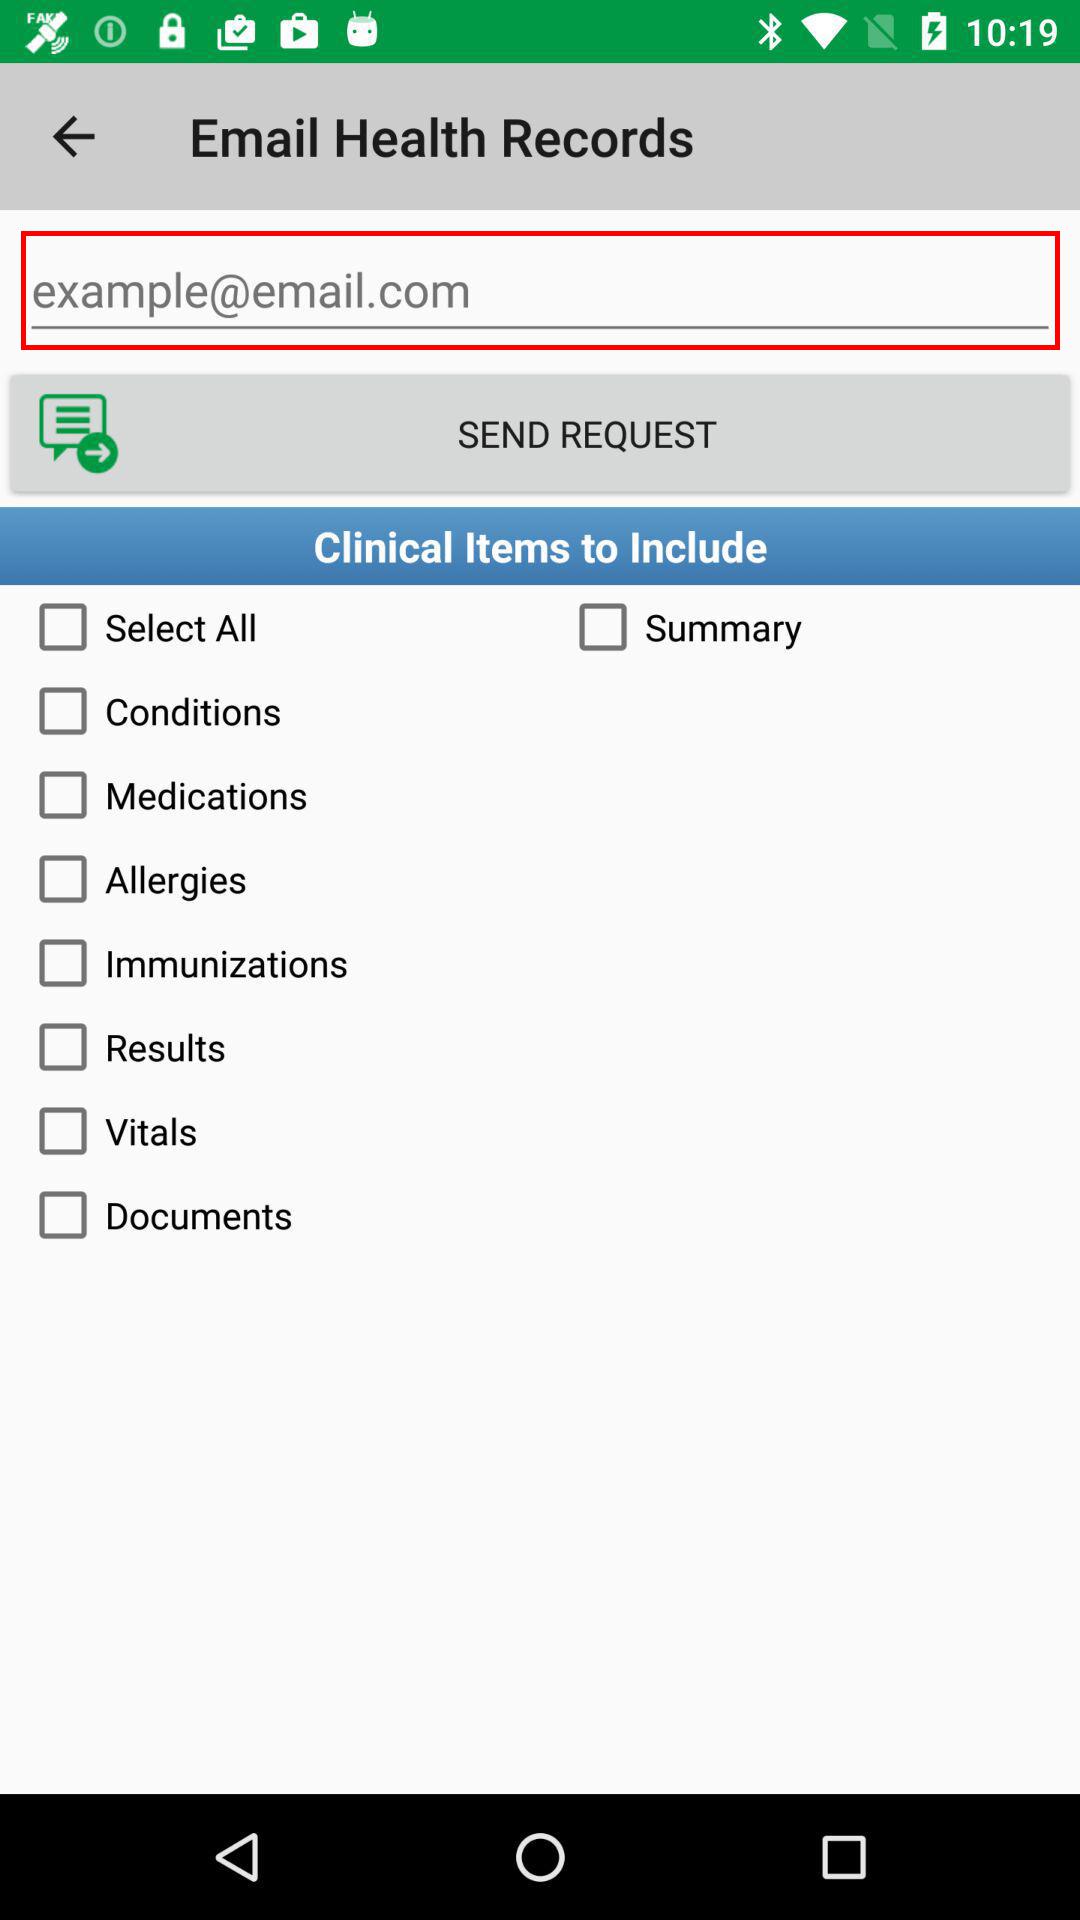 FAKE
10:19
Email Health Records
example@email.com
SEND REQUEST
Clinical Items to Include
Select All
Summary
Conditions
Medications
Allergies
Immunizations
Results
Vitals
Documents